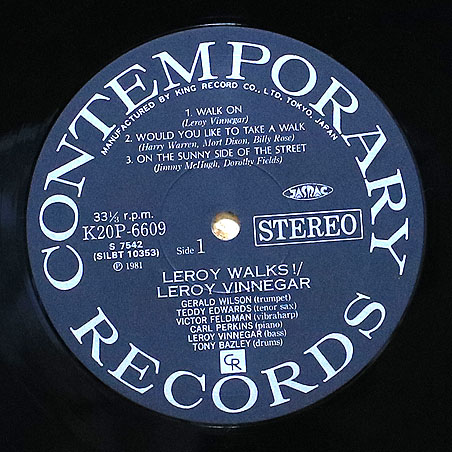 CONTEMPORARY
MANUFACTURED BY KING RECORD CO., LTD. TOKYO, JAPAN
1. WALK ON
(Leroy Vinnegar)
2. WOULD YOU LIKE TO TAKE A WALK
(Harry Warren, Mort Dixon, Billy Rose)
3. ON THE SUNNY SIDE OF THE STREET
(Jimmy McHugh, Dorothy Fields)
JASRAC
33⅓ r.p.m.
K20P-6609
STEREO
S 7542
(SILBT 10353)
Side 1
℗ 1981
LEROY WALKS!/
LEROY VINNEGAR
GERALD WILSON (trumpet)
TEDDY EDWARDS (tenor sax)
VICTOR FELDMAN (vibraharp)
CARL PERKINS (piano)
LEROY VINNEGAR (bass)
TONY BAZLEY (drums)
CR
RECORDS